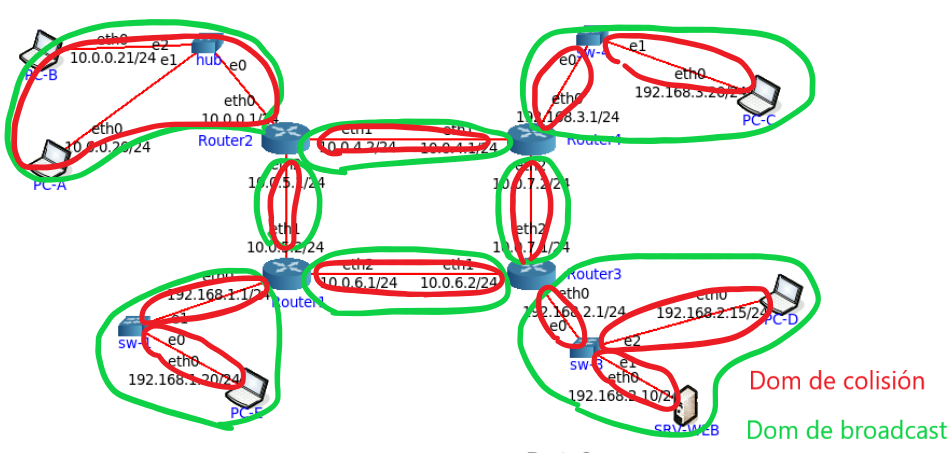 eth0
e2
10.0.0.21/24
e1
hub
e0
PC-B
eth0
10.0.0.1/24
eth0
10.0.0.20/24
PC-A
Router2
sw-4
e1
e0
eth0
192.168.3.20/24
eth0
192.168.3.1/24
PC-C
Router4
eth1
eth1
10.0.4.2/24
10.0.4.1/24
10.0.5.1/24
eth2
10.0.7.2/24
eth1
10.0.5.2/24
eth2
10.0.7.1/24
eth0
192.168.1.1/24
Router1
eth2
eth1
10.0.6.1/24
10.0.6.2/24
Router3
eth0
192.168.2.1/24
e0
eth0
192.168.2.15/24
PC-D
e1
sw-1
e0
eth0
192.168.1.20/24
PC-E
sw-3
e2
e1
eth0
192.168.2.10/24
SRV-WEB
Dom de colisión
Dom de broadcast